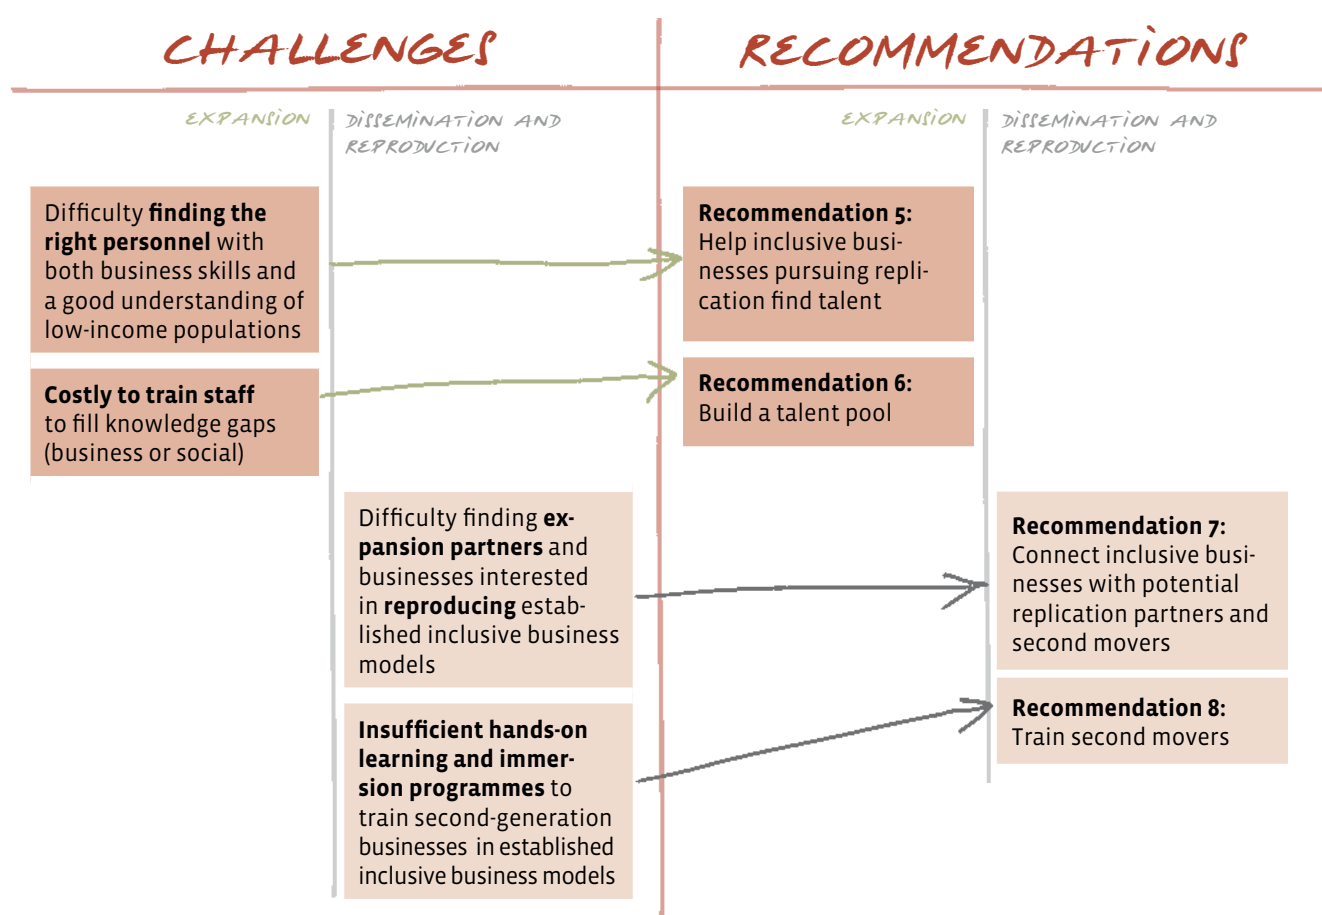 CHALLENGES
RECOMMENDATIONS
EXPANSION
DISSEMINATION AND
REPRODUCTION
EXPANSION
DISSEMINATION AND
REPRODUCTION
Difficulty finding the
right personnel with
both business skills and
a good understanding of
low-income populations
Recommendation 5:
Help inclusive busi-
nesses pursuing repli-
cation find talent
Costly to train staff
to fill knowledge gaps
(business or social)
Recommendation 6:
Build a talent pool
Difficulty finding ex-
pansion partners and
businesses interested
in reproducing estab-
lished inclusive business
models
Recommendation 7:
Connect inclusive busi-
nesses with potential
replication partners and
second movers
Insufficient hands-on
learning and immer-
sion programmes to
train second-generation
businesses in established
inclusive business models
Recommendation 8:
Train second movers